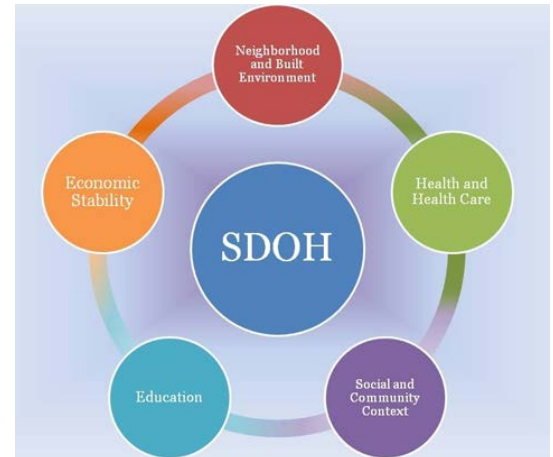 Neighborhood
and Built
Environment
Economic
Stability
Health and
Health Care
SDOH
Education
Social and
Community
Context